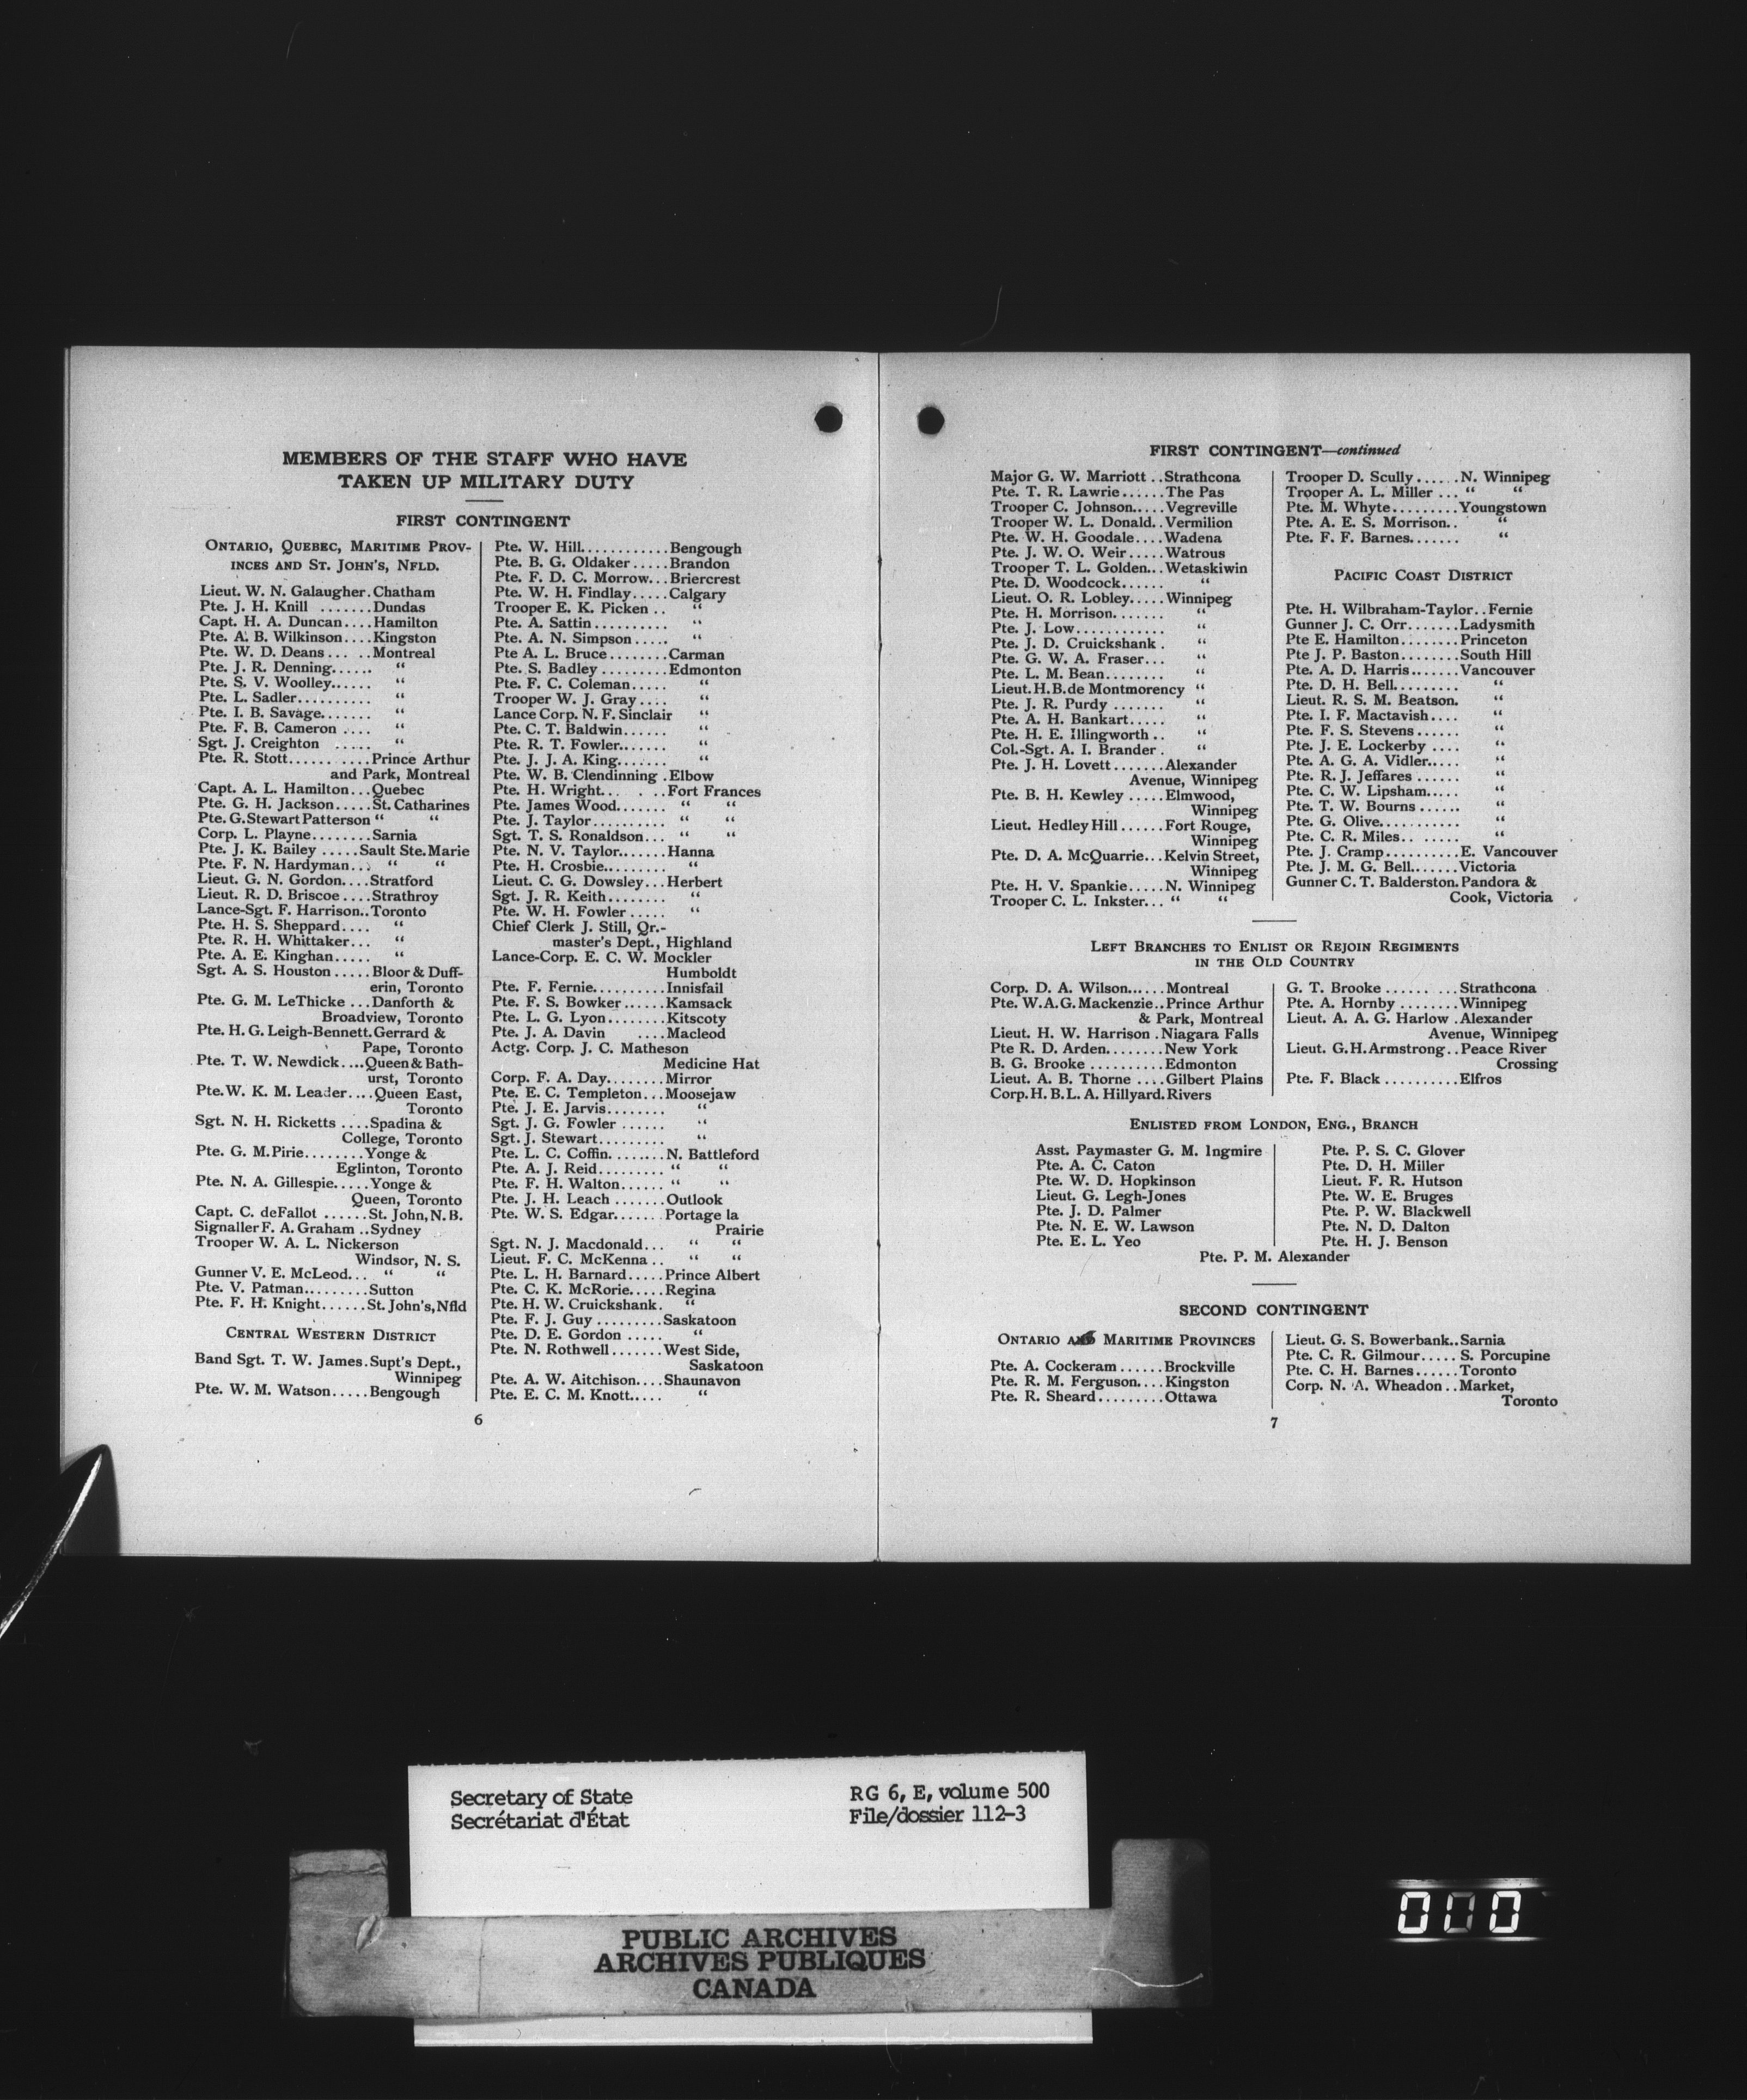 MEMBERS OF THE STAFF WHO HAVE
TAKEN UP MILITARY DUTY
FIRST CONTINGENT
ONTARIO, QUEBEC, MARITIME PROV-
INCES AND ST. JOHN'S, NFLD.
Lieut. W. N. Galaugher.Chatham
Pte. J. H. Knill .......Dundas
Capt. H. A. Duncan....Hamilton
Pte. A. B. Wilkinson....Kingston
Pte. W. D. Deans... ..Montreal
Pte. J. R. Denning...... "
Pte. S. V. Woolley...... "
Pte. L. Sadler.......... "
Pte. I. B. Savage....... "
Pte. F. B. Cameron .... "
Sgt. J. Creighton ..... "
Pte. R. Stott...... ....Prince Arthur
and Park, Montreal
Capt. A. L. Hamilton...Quebec
Pte. G. H. Jackson.....St. Catharines
Pte. G. Stewart Patterson " "
Corp. L. Playne........Sarnia
Pte. J. K. Bailey .....Sault Ste. Marie
Pte. F. N. Hardyman... " "
Lieut. G. N. Gordon....Stratford
Lieut. R. D. Briscoe....Strathroy
Lance-Sgt. F. Harrison..Toronto
Pte. H. S. Sheppard.... "
Pte. R. H. Whittaker... "
Pte. A. E. Kinghan..... "
Sgt. A. S. Houston.....Bloor & Duff-
erin, Toronto
Pte. G. M. LeThicke ...Danforth &
Broadview, Toronto
Pte. H. G. Leigh-Bennett.Gerrard &
Pape, Toronto
Pte. T. W. Newdick....Queen & Bath-
urst, Toronto
Pte. W. K. M. Leader....Queen East,
Toronto
Sgt. N. H. Ricketts ....Spadina &
College, Toronto
Pte. G. M. Pirie........Yonge &
Eglinton, Toronto
Pte. N. A. Gillespie.....Yonge &
Queen, Toronto
Capt. C. deFallot ......St. John, N.B.
Signaller F. A. Graham ..Sydney
Trooper W. A. L. Nickerson
Windsor, N. S.
Gunner V. E. McLeod... " "
Pte. V. Patman.........Sutton
Pte. F. H. Knight......St. John's, Nfld
CENTRAL WESTERN DISTRICT
Band Sgt. T. W. James.Supt's Dept.,
Winnipeg
Pte. W. M. Watson.....Bengough
Pte. W. Hill............Bengough
Pte. B. G. Oldaker.....Brandon
Pte. F. D. C. Morrow...Briercrest
Pte. W. H. Findlay.....Calgary
Trooper E. K. Picken .. "
Pte. A. Sattin.......... "
Pte. A. N. Simpson..... "
Pte A. L. Bruce........Carman
Pte. S. Badley.........Edmonton
Pte. F. C. Coleman..... "
Trooper W. J. Gray.... "
Lance Corp. N. F. Sinclair "
Pte. C. T. Baldwin...... "
Pte. R. T. Fowler....... "
Pte. J. J. A. King....... "
Pte. W. B. Clendinning .Elbow
Pte. H. Wright... . ..Fort Frances
Pte. James Wood....... " "
Pte. J. Taylor.......... " "
Sgt. T. S. Ronaldson... " "
Pte. N. V. Taylor.......Hanna
Pte. H. Crosbie......... "
Lieut. C. G. Dowsley...Herbert
Sgt. J. R. Keith........ "
Pte. W. H. Fowler..... "
Chief Clerk J. Still, Qr.-
master's Dept., Highland
Lance-Corp. E. C. W. Mockler
Humboldt
Pte. F. Fernie..........Innisfail
Pte. F. S. Bowker......Kamsack
Pte. L. G. Lyon........Kitscoty
Pte. J. A. Davin ....Macleod
Actg. Corp. J. C. Matheson
Medicine Hat
Corp. F. A. Day........Mirror
Pte. E. C. Templeton...Moosejaw
Pte. J. E. Jarvis........ "
Sgt. J. G. Fowler ...... "
Sgt. J. Stewart......... "
Pte. L. C. Coffin........N. Battleford
Pte. A. J. Reid......... " "
Pte. F. H. Walton...... " "
Pte. J. H. Leach .......Outlook
Pte. W. S. Edgar.......Portage la
Prairie
Sgt. N. J. Macdonald... " "
Lieut. F. C. McKenna.. " "
Pte. L. H. Barnard.....Prince Albert
Pte. C. K. McRorie.....Regina
Pte. H. W. Cruickshank. "
Pte. F. J. Guy.........Saskatoon
Pte. D. E. Gordon ..... "
Pte. N. Rothwell.......West Side,
Saskatoon
Pte. A. W. Aitchison....Shaunavon
Pte. E. C. M. Knott..... "
6
FIRST CONTINGENT—continued
Major G. W. Marriott ..Strathcona
Pte. T. R. Lawrie......The Pas
Trooper C. Johnson.....Vegreville
Trooper W. L. Donald..Vermilion
Pte. W. H. Goodale....Wadena
Pte. J. W. O. Weir.....Watrous
Trooper T. L. Golden...Wetaskiwin
Pte. D. Woodcock...... "
Lieut. O. R. Lobley.....Winnipeg
Pte. H. Morrison....... "
Pte. J. Low............ "
Pte. J. D. Cruickshank . "
Pte. G. W. A. Fraser... "
Pte. L. M. Bean........ "
Lieut. H. B. de Montmorency "
Pte. J. R. Purdy ....... "
Pte. A. H. Bankart..... "
Pte. H. E. Illingworth.. "
Col.-Sgt. A. I. Brander . "
Pte. J. H. Lovett.......Alexander
Avenue, Winnipeg
Pte. B. H. Kewley .....Elmwood,
Winnipeg
Lieut. Hedley Hill......Fort Rouge,
Winnipeg
Pte. D. A. McQuarrie...Kelvin Street,
Winnipeg
Pte. H. V. Spankie.....N. Winnipeg
Trooper C. L. Inkster... " "
Trooper D. Scully......N. Winnipeg
Trooper A. L. Miller ... " "
Pte. M. Whyte.........Youngstown
Pte. A. E. S. Morrison.. "
Pte. F. F. Barnes....... "
PACIFIC COAST DISTRICT
Pte. H. Wilbraham-Taylor..Fernie
Gunner J. C. Orr.......Ladysmith
Pte E. Hamilton........Princeton
Pte J. P. Baston........South Hill
Pte. A. D. Harris.......Vancouver
Pte. D. H. Bell......... "
Lieut. R. S. M. Beatson. "
Pte. I. F. Mactavish.... "
Pte. F. S. Stevens...... "
Pte. J. E. Lockerby .... "
Pte. A. G. A. Vidler..... "
Pte. R. J. Jeffares ...... "
Pte. C. W. Lipsham..... "
Pte. T. W. Bourns...... "
Pte. G. Olive........... "
Pte. C. R. Miles.. ..... "
Pte. J. Cramp..........E. Vancouver
Pte. J. M. G. Bell.......Victoria
Gunner C. T. Balderston.Pandora &
Cook, Victoria
LEFT BRANCHES TO ENLIST OR REJOIN REGIMENTS
IN THE OLD COUNTRY
Corp. D. A. Wilson......Montreal
Pte. W. A. G. Mackenzie..Prince Arthur
& Park, Montreal
Lieut. H. W. Harrison .Niagara Falls
Pte R. D. Arden........New York
B. G. Brooke ..........Edmonton
Lieut. A. B. Thorne ....Gilbert Plains
Corp. H. B. L. A. Hillyard.Rivers
G. T. Brooke..........Strathcona
Pte. A. Hornby ........Winnipeg
Lieut. A. A. G. Harlow .Alexander
Avenue, Winnipeg
Lieut. G. H. Armstrong..Peace River
Crossing
Pte. F. Black..........Elfros
ENLISTED FROM LONDON, ENG., BRANCH
Asst. Paymaster G. M. Ingmire
Pte. A. C. Caton
Pte. W. D. Hopkinson
Lieut. G. Legh-Jones
Pte. J. D. Palmer
Pte. N. E. W. Lawson
Pte. E. L. Yeo
Pte. P. S. C. Glover
Pte. D. H. Miller
Lieut. F. R. Hutson
Pte. W. E. Bruges
Pte. P. W. Blackwell
Pte. N. D. Dalton
Pte. H. J. Benson
Pte. P. M. Alexander
SECOND CONTINGENT
ONTARIO AND MARITIME PROVINCES
Pte. A. Cockeram......Brockville
Pte. R. M. Ferguson....Kingston
Pte. R. Sheard.........Ottawa
Lieut. G. S. Bowerbank..Sarnia
Pte. C. R. Gilmour.....S. Porcupine
Pte. C. H. Barnes......Toronto
Corp. N. A. Wheadon..Market,
Toronto
7
Secretary of State
Secrétariat d'État
RG 6, E, volume 500
File/dossier 112-3
PUBLIC ARCHIVES
ARCHIVES PUBLIQUES
CANADA
000